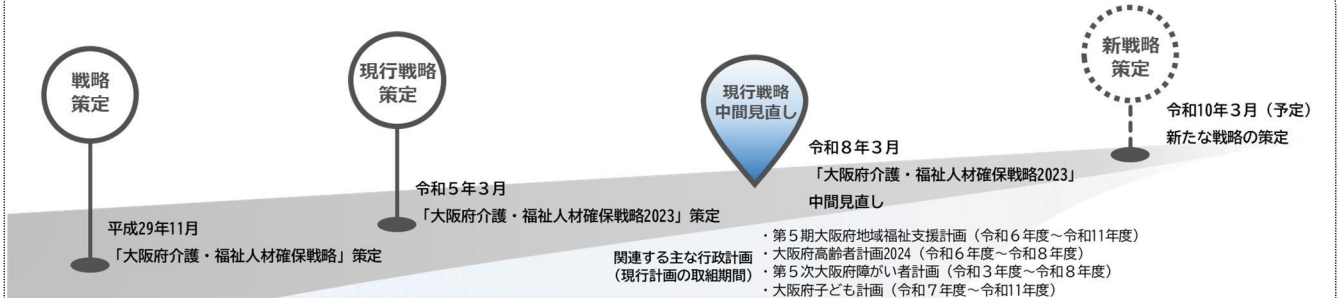 戦略
策定
平成29年11月
「大阪府介護・福祉人材確保戦略」策定
現行戦略
策定
令和５年３月
「大阪府介護・福祉人材確保戦略2023」策定
現行戦略
中間見直し
令和８年３月
「大阪府介護・福祉人材確保戦略2023」
中間見直し
関連する主な行政計画
（現行計画の取組期間）
・第５期大阪府地域福祉支援計画（令和６年度～令和11年度）
・大阪府高齢者計画2024（令和６年度～令和８年度）
・第５次大阪府障がい者計画（令和３年度～令和８年度）
・大阪府子ども計画（令和７年度～令和11年度）
新戦略
策定
令和10年３月（予定）
新たな戦略の策定